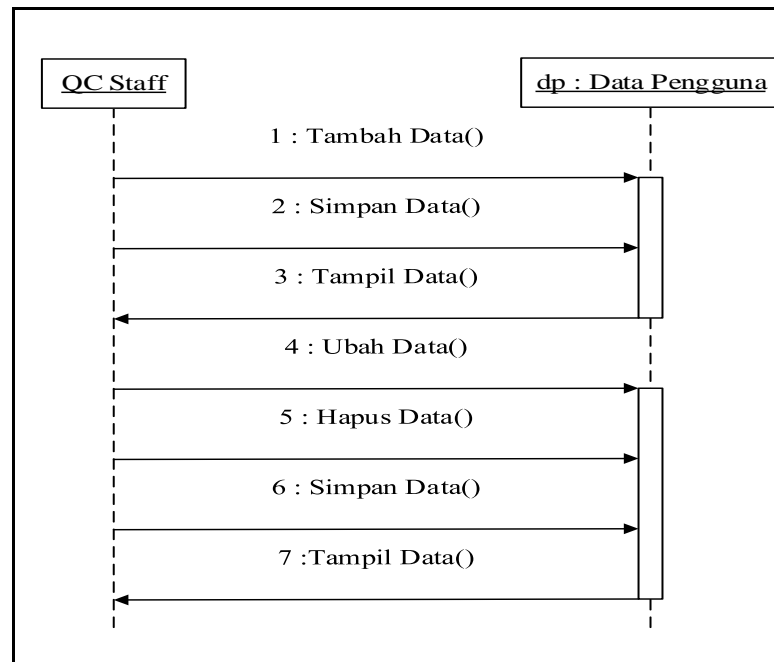 QC Staff
dp : Data Pengguna
1 : Tambah Data()
2 : Simpan Data()
3 : Tampil Data()
4 : Ubah Data()
5 : Hapus Data()
6 : Simpan Data()
7 :Tampil Data()